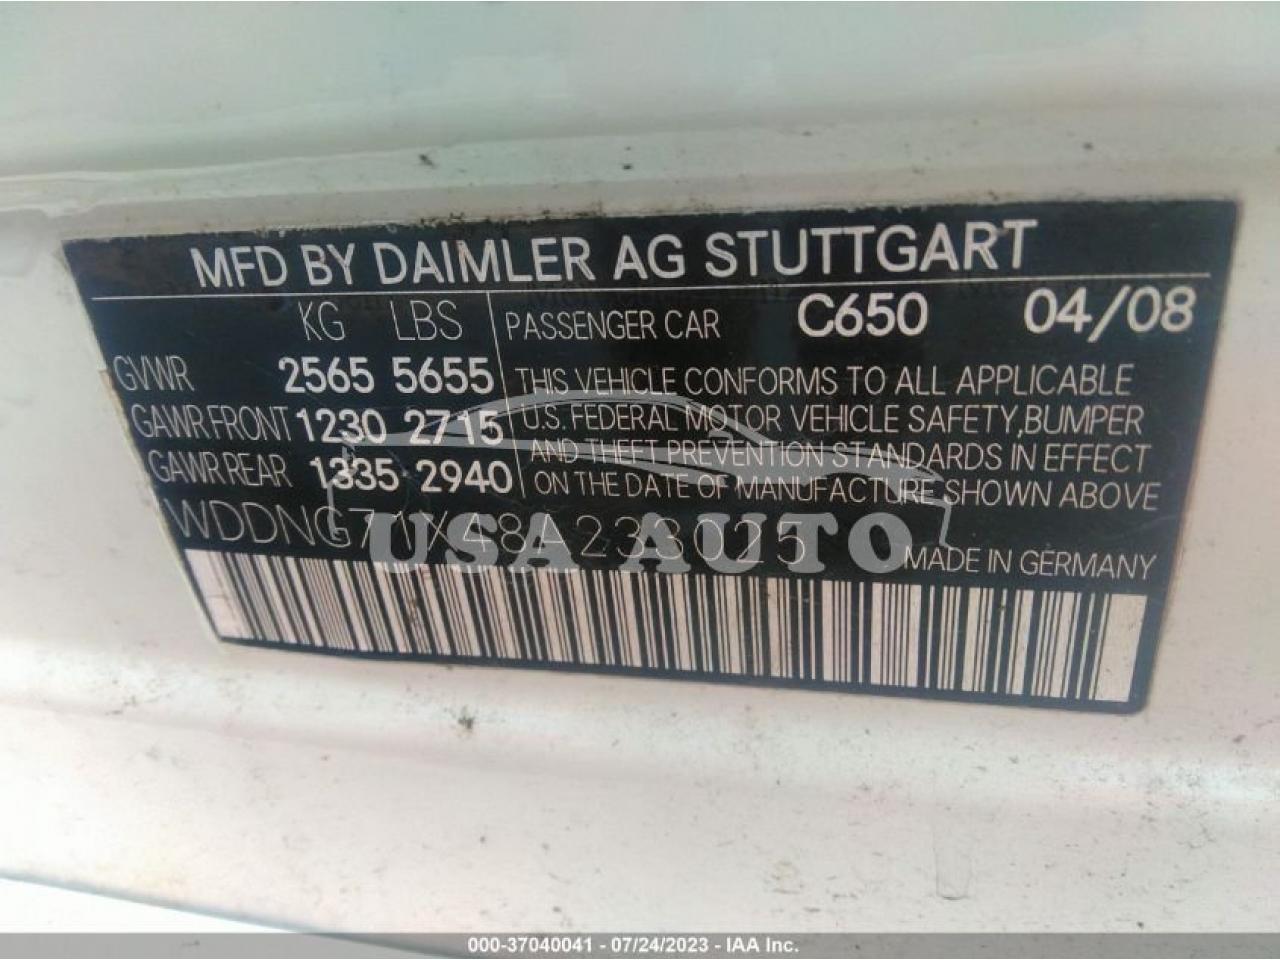 MFD BY DAIMLER AG STUTTGART
KG LBS
PASSENGER CAR C650 04/08
GVWR 2565 5655
GAWR FRONT 1230 2715
GAWR REAR 1335 2940
THIS VEHICLE CONFORMS TO ALL APPLICABLE
U.S. FEDERAL MOTOR VEHICLE SAFETY,BUMPER
AND THEFT PREVENTION STANDARDS IN EFFECT
ON THE DATE OF MANUFACTURE SHOWN ABOVE
WDDNG71X48A233025
MADE IN GERMANY
USA AUTO
000-37040041 - 07/24/2023 - IAA Inc.